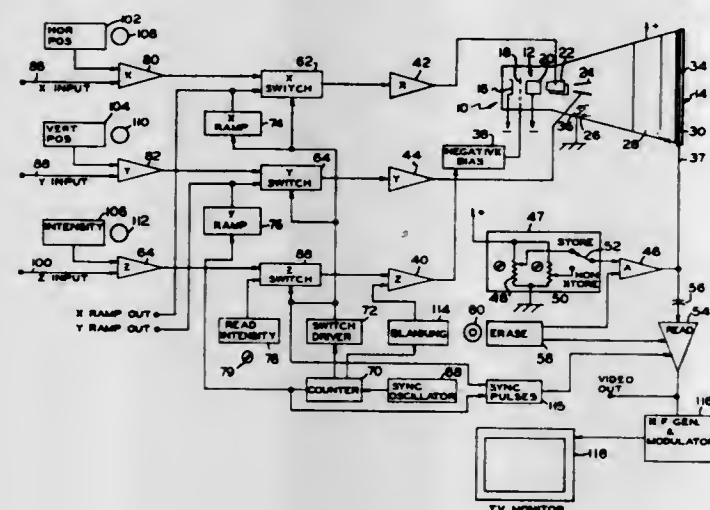 HOR
POS
102
108
86
X INPUT
X
80
62
X
SWITCH
X
RAMP
74
42
X
10
16
18
12
20
22
24
36
26
28
34
14
30
37
VERT
POS
104
110
88
Y INPUT
Y
82
64
Y
SWITCH
Y
RAMP
76
44
Y
38
NEGATIVE
BIAS
INTENSITY
106
112
100
Z INPUT
Z
64
88
Z
SWITCH
40
Z
X RAMP OUT
Y RAMP OUT
READ
INTENSITY
79
78
SWITCH
DRIVER
72
BLANKING
114
COUNTER
70
SYNC
OSCILLATOR
68
SYNC
PULSES
115
47
STORE
52
NON
STORE
48
50
A
46
56
60
ERASE
58
READ
54
VIDEO
OUT
R F GEN.
&
MODULATOR
116
118
TV MONITOR